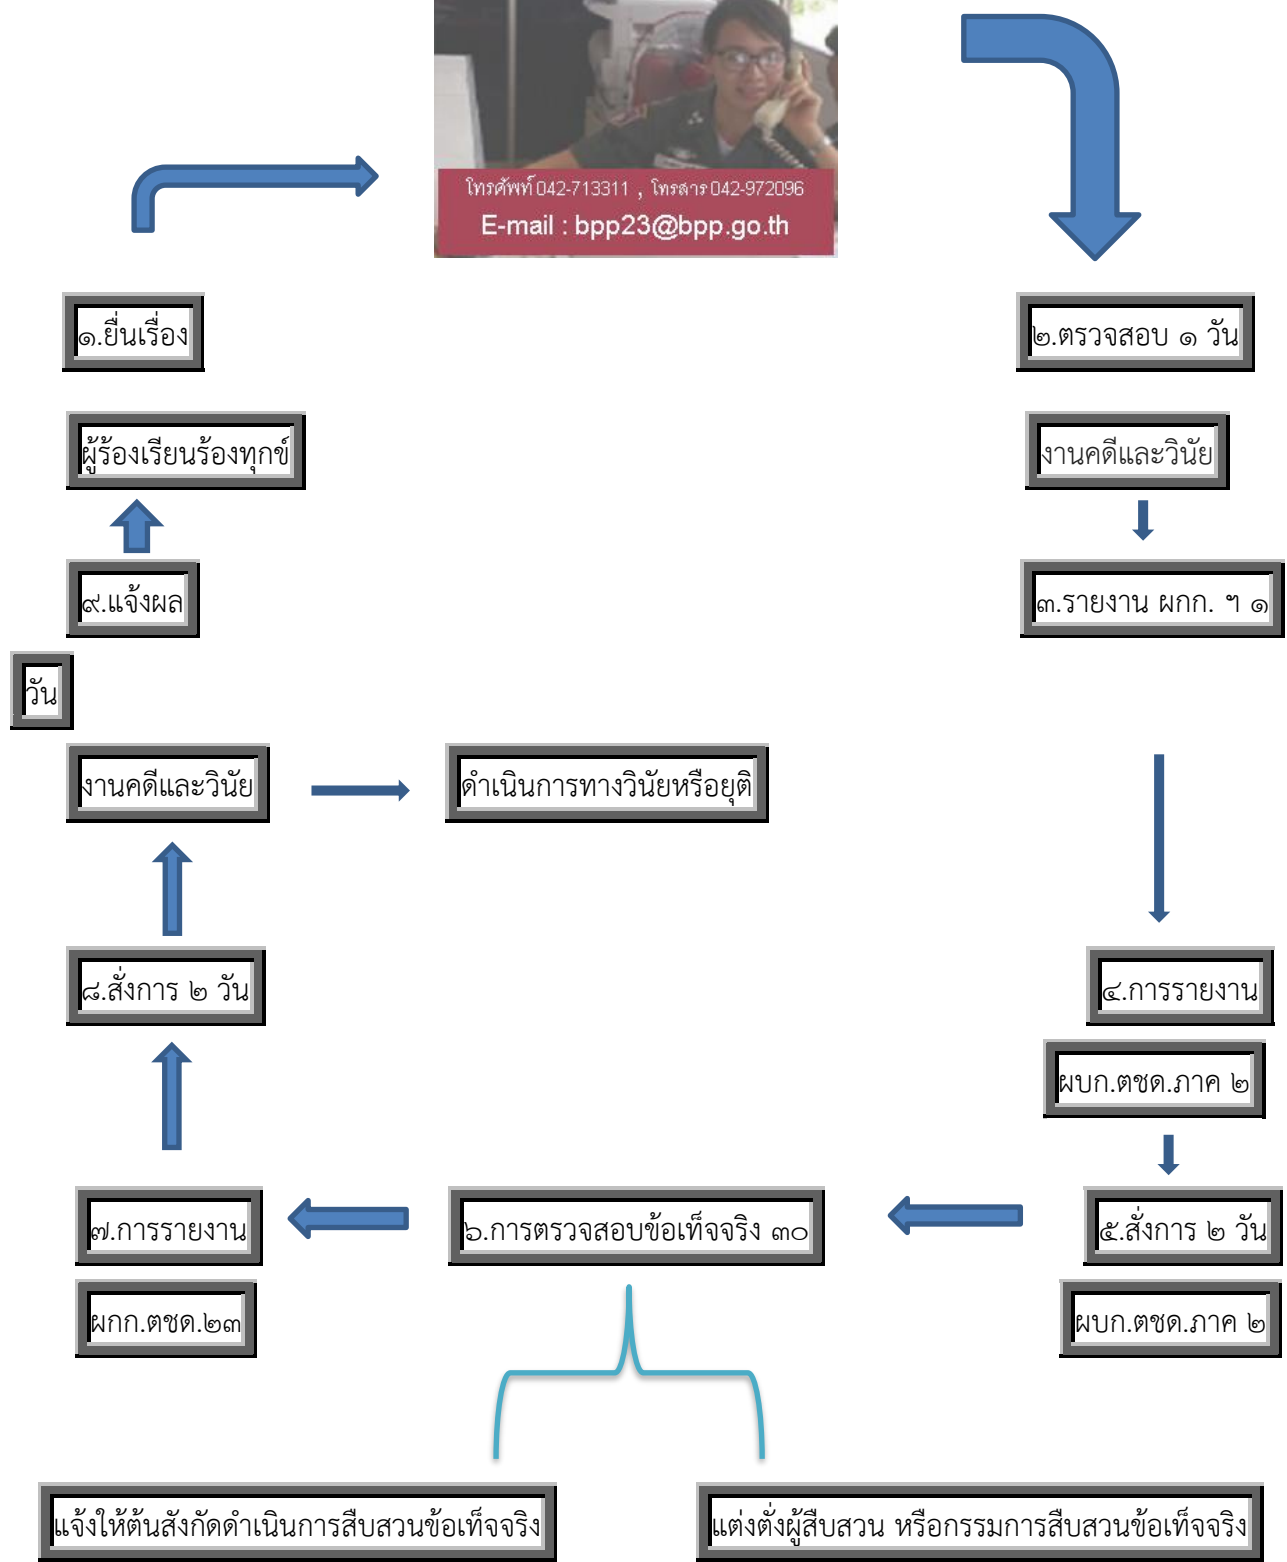 โทรศัพท์ 042-713311 , โทรสาร 042-972096
E-mail : bpp23@bpp.go.th
๑.ยื่นเรื่อง
๒.ตรวจสอบ ๑ วัน
ผู้ร้องเรียนร้องทุกข์
งานคดีและวินัย
๙.แจ้งผล
๓.รายงาน ผกก. ฯ ๑
วัน
งานคดีและวินัย
ดำเนินการทางวินัยหรือยุติ
๘.สั่งการ ๒ วัน
๔.การรายงาน
ผบก.ตชด.ภาค ๒
๗.การรายงาน
๖.การตรวจสอบข้อเท็จจริง ๓๐
๕.สั่งการ ๒ วัน
ผกก.ตชด.๒๓
ผบก.ตชด.ภาค ๒
แจ้งให้ต้นสังกัดดำเนินการสืบสวนข้อเท็จจริง
แต่งตั่งผู้สืบสวน หรือกรรมการสืบสวนข้อเท็จจริง